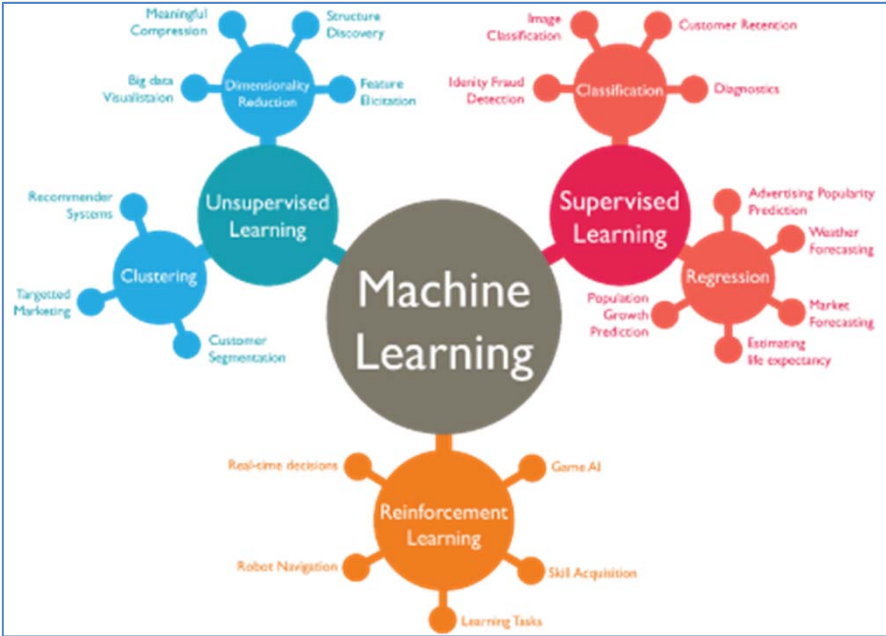 Meaningful
Compression
Structure
Discovery
Big data
Visualistaion
Dimensionality
Reduction
Feature
Elicitation
Unsupervised
Learning
Recommender
Systems
Clustering
Targetted
Marketing
Customer
Segmentation
Machine
Learning
Image
Classification
Customer Retention
Idenity Fraud
Detection
Classification
Diagnostics
Supervised
Learning
Advertising Popularity
Prediction
Weather
Forecasting
Regression
Population
Growth
Prediction
Market
Forecasting
Estimating
life expectancy
Real-time decisions
Game AI
Reinforcement
Learning
Robot Navigation
Skill Acquisition
Learning Tasks